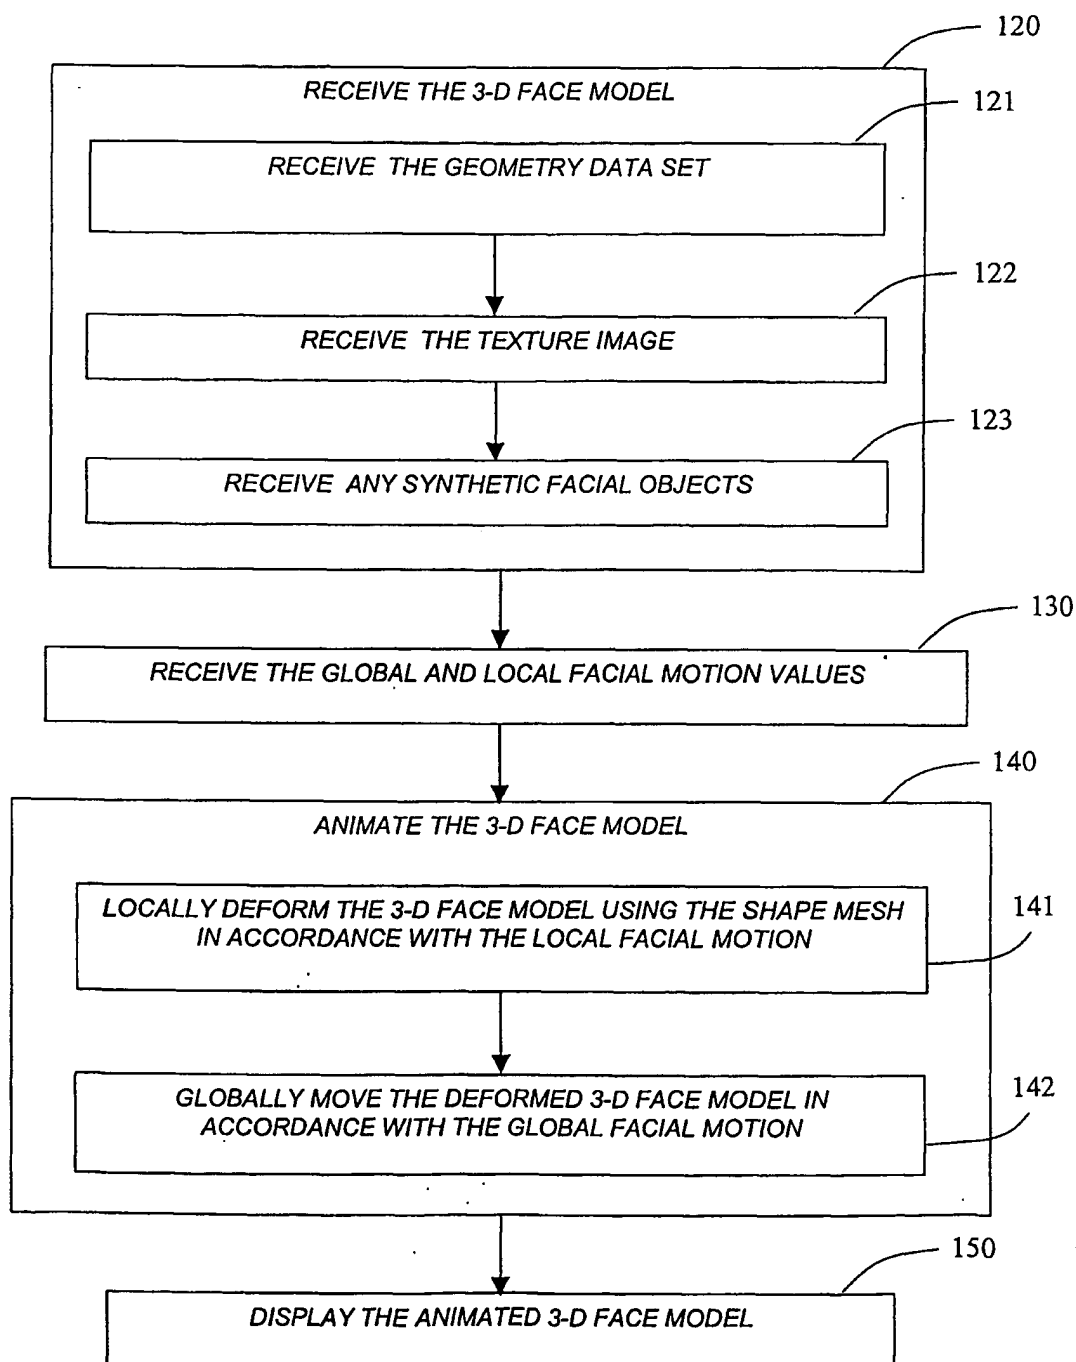 120
RECEIVE THE 3-D FACE MODEL
121
RECEIVE THE GEOMETRY DATA SET
122
RECEIVE THE TEXTURE IMAGE
123
RECEIVE ANY SYNTHETIC FACIAL OBJECTS
130
RECEIVE THE GLOBAL AND LOCAL FACIAL MOTION VALUES
140
ANIMATE THE 3-D FACE MODEL
LOCALLY DEFORM THE 3-D FACE MODEL USING THE SHAPE MESH
IN ACCORDANCE WITH THE LOCAL FACIAL MOTION
141
GLOBALLY MOVE THE DEFORMED 3-D FACE MODEL IN
ACCORDANCE WITH THE GLOBAL FACIAL MOTION
142
150
DISPLAY THE ANIMATED 3-D FACE MODEL